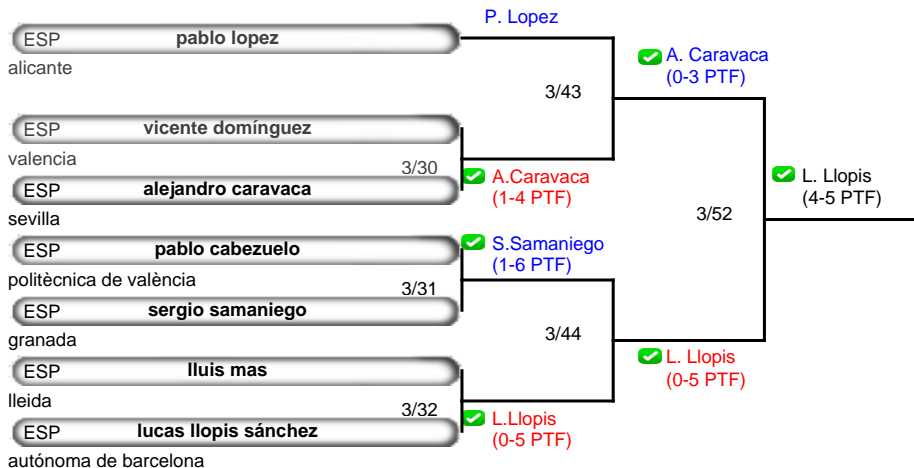 P. Lopez
ESP pablo lopez
alicante
A. Caravaca
(0-3 PTF)
3/43
ESP vicente domínguez
valencia
3/30
ESP alejandro caravaca
sevilla
A.Caravaca
(1-4 PTF)
L. Llopis
(4-5 PTF)
3/52
ESP pablo cabezuelo
politècnica de valència
S.Samaniego
(1-6 PTF)
3/31
ESP sergio samaniego
granada
3/44
ESP lluis mas
lleida
L. Llopis
(0-5 PTF)
3/32
ESP lucas llopis sánchez
autónoma de barcelona
L.Llopis
(0-5 PTF)